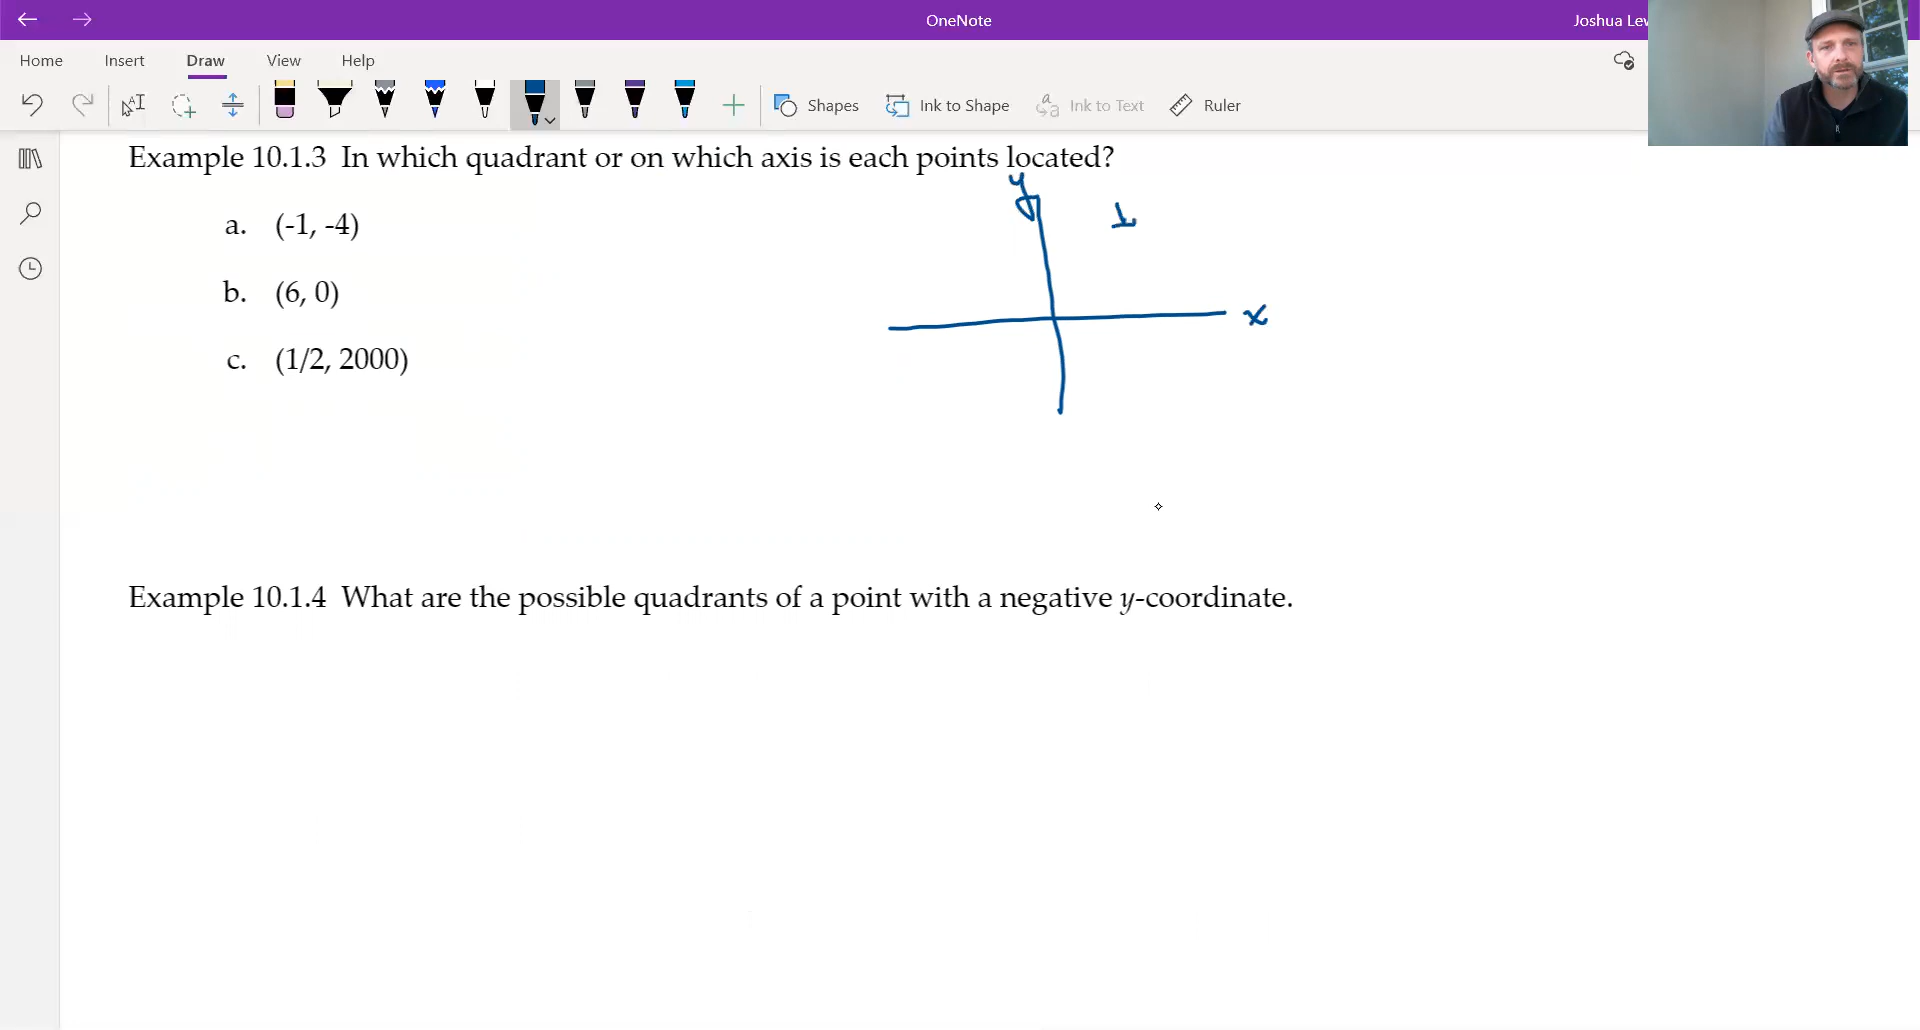 OneNote
Joshua Lew
Home Insert Draw View Help
Shapes Ink to Shape Ink to Text Ruler
Example 10.1.3 In which quadrant or on which axis is each points located?
y
I
a. (-1, -4)
b. (6, 0)
x
c. (1/2, 2000)
Example 10.1.4 What are the possible quadrants of a point with a negative y-coordinate.